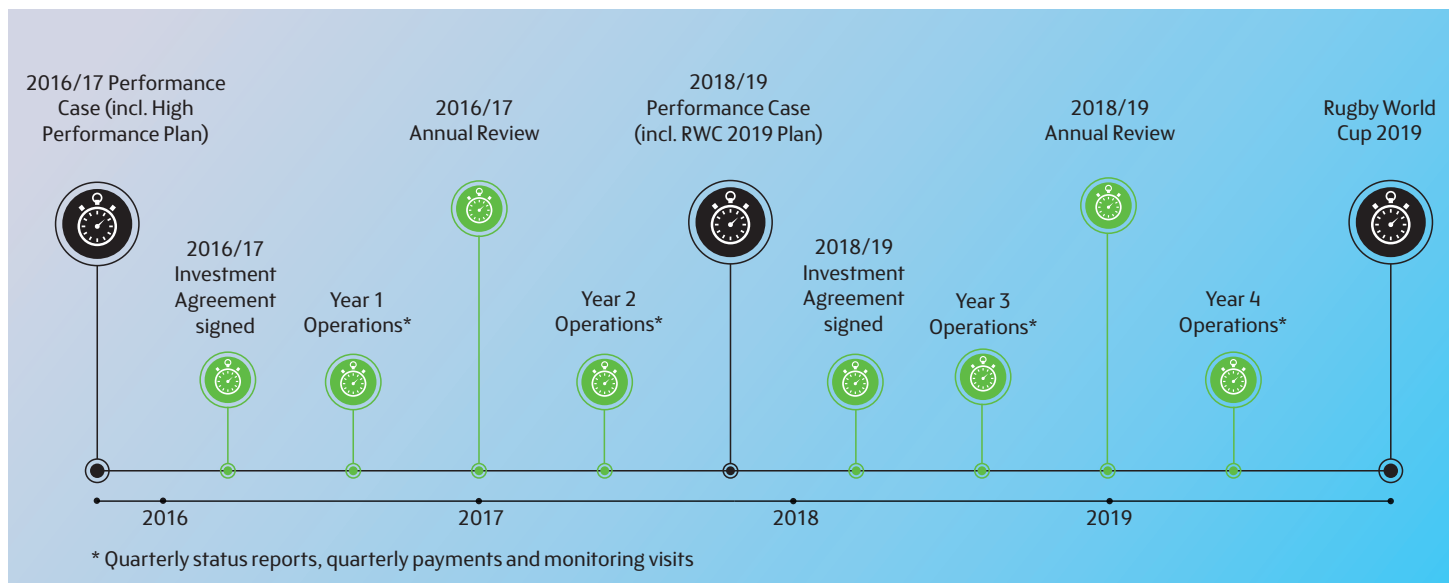 2016/17 Performance
Case (incl. High
Performance Plan)
2016/17
Investment
Agreement
signed
Year 1
Operations*
2016/17
Annual Review
Year 2
Operations*
2018/19
Performance Case
(incl. RWC 2019 Plan)
2018/19
Investment
Agreement
signed
Year 3
Operations*
2018/19
Annual Review
Year 4
Operations*
Rugby World
Cup 2019
2016
2017
2018
2019
* Quarterly status reports, quarterly payments and monitoring visits